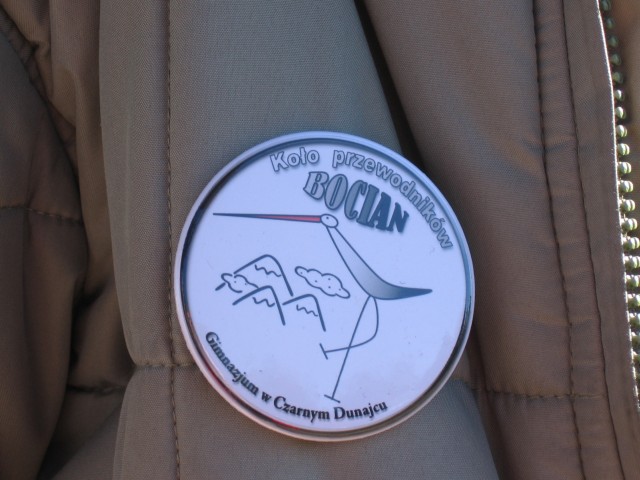 Koło przewodników
BOCIAN
Gimnazjum w Czarnym Dunajcu